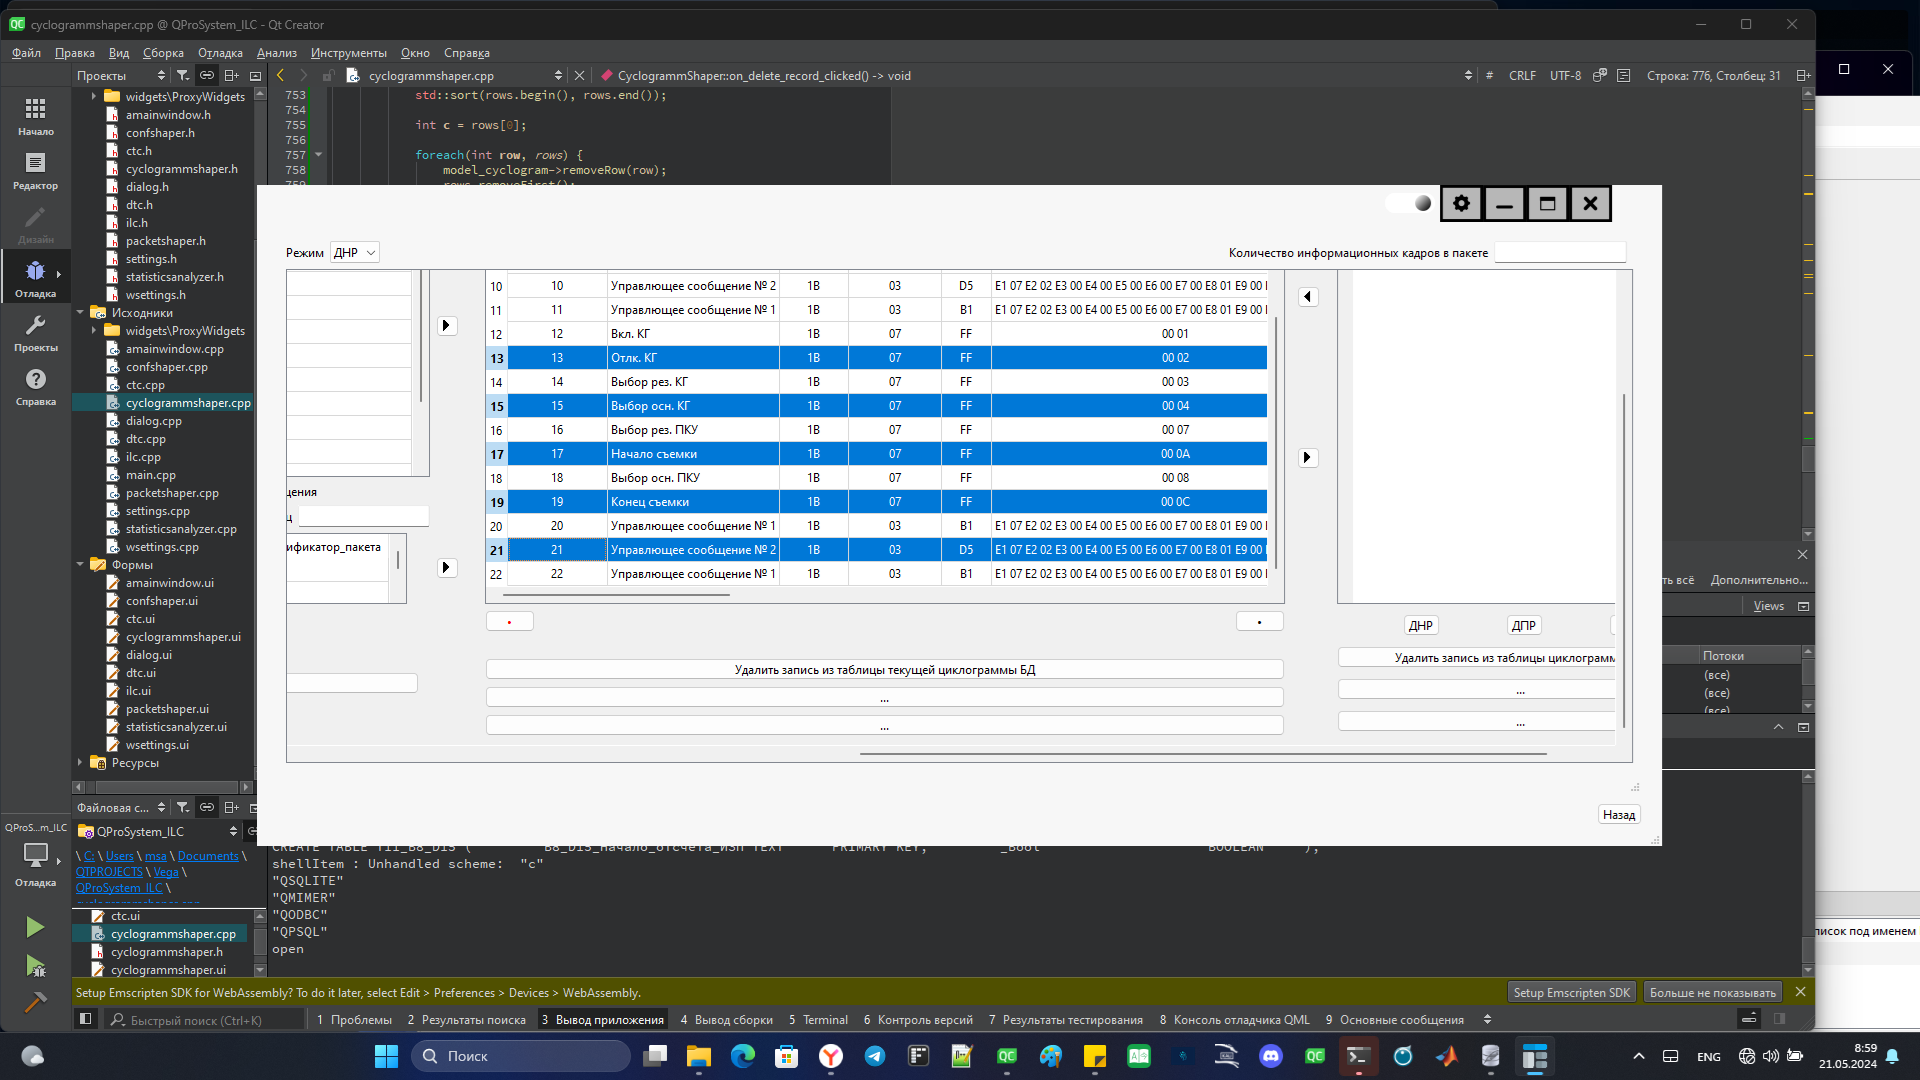 cyclogrammshaper.cpp @ QProSystem_ILC - Qt Creator
Файл Правка Вид Сборка Отладка Анализ Инструменты Окно Справка
Проекты
cyclogrammshaper.cpp
CyclogrammShaper::on_delete_record_clicked() -> void
# CRLF UTF-8 Строка: 776, Столбец: 31
Начало
Редактор
Дизайн
Отладка
Проекты
Справка
widgets\ProxyWidgets
amainwindow.h
confshaper.h
ctc.h
cyclogrammshaper.h
dialog.h
dtc.h
ilc.h
packetshaper.h
settings.h
statisticsanalyzer.h
wsettings.h
Исходники
widgets\ProxyWidgets
amainwindow.cpp
confshaper.cpp
ctc.cpp
cyclogrammshaper.cpp
dialog.cpp
dtc.cpp
ilc.cpp
main.cpp
packetshaper.cpp
settings.cpp
statisticsanalyzer.cpp
wsettings.cpp
Формы
amainwindow.ui
confshaper.ui
ctc.ui
cyclogrammshaper.ui
dialog.ui
dtc.ui
ilc.ui
packetshaper.ui
statisticsanalyzer.ui
wsettings.ui
Ресурсы
753 std::sort(rows.begin(), rows.end());
754
755 int c = rows[0];
756
757 foreach(int row, rows) {
758 model_cyclogram->removeRow(row);
Режим ДНР
Количество информационных кадров в пакете
10 10 Управлющее сообщение № 2 1B 03 D5 E1 07 E2 02 E3 00 E4 00 E5 00 E6 00 E7 00 E8 01 E9 00
11 11 Управлющее сообщение № 1 1B 03 B1 E1 07 E2 02 E3 00 E4 00 E5 00 E6 00 E7 00 E8 01 E9 00
12 12 Вкл. КГ 1B 07 FF 00 01
13 13 Отлк. КГ 1B 07 FF 00 02
14 14 Выбор рез. КГ 1B 07 FF 00 03
15 15 Выбор осн. КГ 1B 07 FF 00 04
16 16 Выбор рез. ПКУ 1B 07 FF 00 07
17 17 Начало съемки 1B 07 FF 00 0A
18 18 Выбор осн. ПКУ 1B 07 FF 00 08
19 19 Конец съемки 1B 07 FF 00 0C
20 20 Управлющее сообщение № 1 1B 03 B1 E1 07 E2 02 E3 00 E4 00 E5 00 E6 00 E7 00 E8 01 E9 00
21 21 Управлющее сообщение № 2 1B 03 D5 E1 07 E2 02 E3 00 E4 00 E5 00 E6 00 E7 00 E8 01 E9 00
22 22 Управлющее сообщение № 1 1B 03 B1 E1 07 E2 02 E3 00 E4 00 E5 00 E6 00 E7 00 E8 01 E9 00
щения
ификатор_пакета
Удалить запись из таблицы текущей циклограммы БД
...
...
ДНР ДПР
Удалить запись из таблицы циклограмм
...
...
Назад
ть всё Дополнительно...
Views
Потоки
(все)
(все)
(все)
Файловая с...
QProSystem_ILC
\ C: \ Users \ msa \ Documents \
QTPROJECTS \ Vega \
QProSystem_ILC \
cyclogrammshaper.cpp
ctc.ui
cyclogrammshaper.cpp
cyclogrammshaper.h
cyclogrammshaper.ui
QProS...m_ILC
Отладка
CREATE TABLE T11_B8_D15 ( B8_D15_Начало_отсчета_ИЗП TEXT PRIMARY KEY, _Bool BOOLEAN );
shellItem : Unhandled scheme: "c"
"QSQLITE"
"QMIMER"
"QODBC"
"QPSQL"
open
писок под именем
Setup Emscripten SDK for WebAssembly? To do it later, select Edit > Preferences > Devices > WebAssembly.
Setup Emscripten SDK Больше не показывать
Быстрый поиск (Ctrl+K)
1 Проблемы 2 Результаты поиска 3 Вывод приложения 4 Вывод сборки 5 Terminal 6 Контроль версий 7 Результаты тестирования 8 Консоль отладчика QML 9 Основные сообщения
Поиск
ENG
8:59
21.05.2024